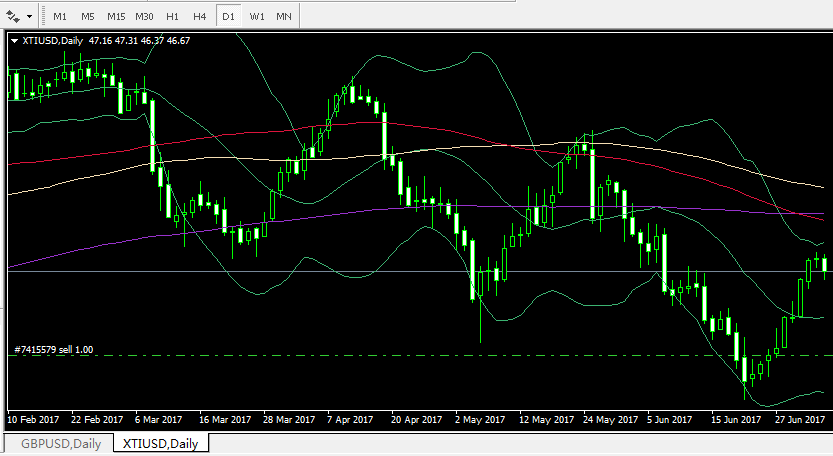 M1 M5 M15 M30 H1 H4 D1 W1 MN
XTIUSD,Daily 47.16 47.31 46.37 46.67
#7415579 sell 1.00
10 Feb 2017 22 Feb 2017 6 Mar 2017 16 Mar 2017 28 Mar 2017 7 Apr 2017 20 Apr 2017 2 May 2017 12 May 2017 24 May 2017 5 Jun 2017 15 Jun 2017 27 Jun 2017
GBPUSD,Daily XTIUSD,Daily